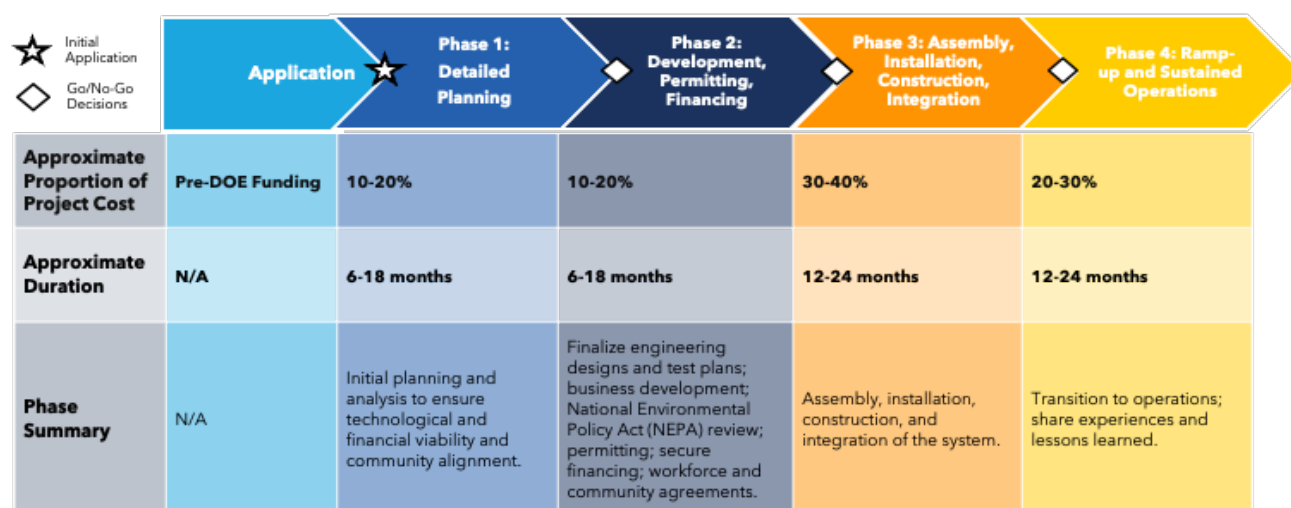 Initial
Application
Go/No-Go
Decisions
Application
Phase 1:
Detailed
Planning
Phase 2:
Development,
Permitting,
Financing
Phase 3: Assembly,
Installation,
Construction,
Integration
Phase 4: Ramp-
up and Sustained
Operations
Approximate
Proportion of
Project Cost
Pre-DOE Funding
10-20%
10-20%
30-40%
20-30%
Approximate
Duration
N/A
6-18 months
6-18 months
12-24 months
12-24 months
Phase
Summary
N/A
Initial planning and
analysis to ensure
technological and
financial viability and
community alignment.
Finalize engineering
designs and test plans;
business development;
National Environmental
Policy Act (NEPA) review;
permitting; secure
financing; workforce and
community agreements.
Assembly, installation,
construction, and
integration of the system.
Transition to operations;
share experiences and
lessons learned.